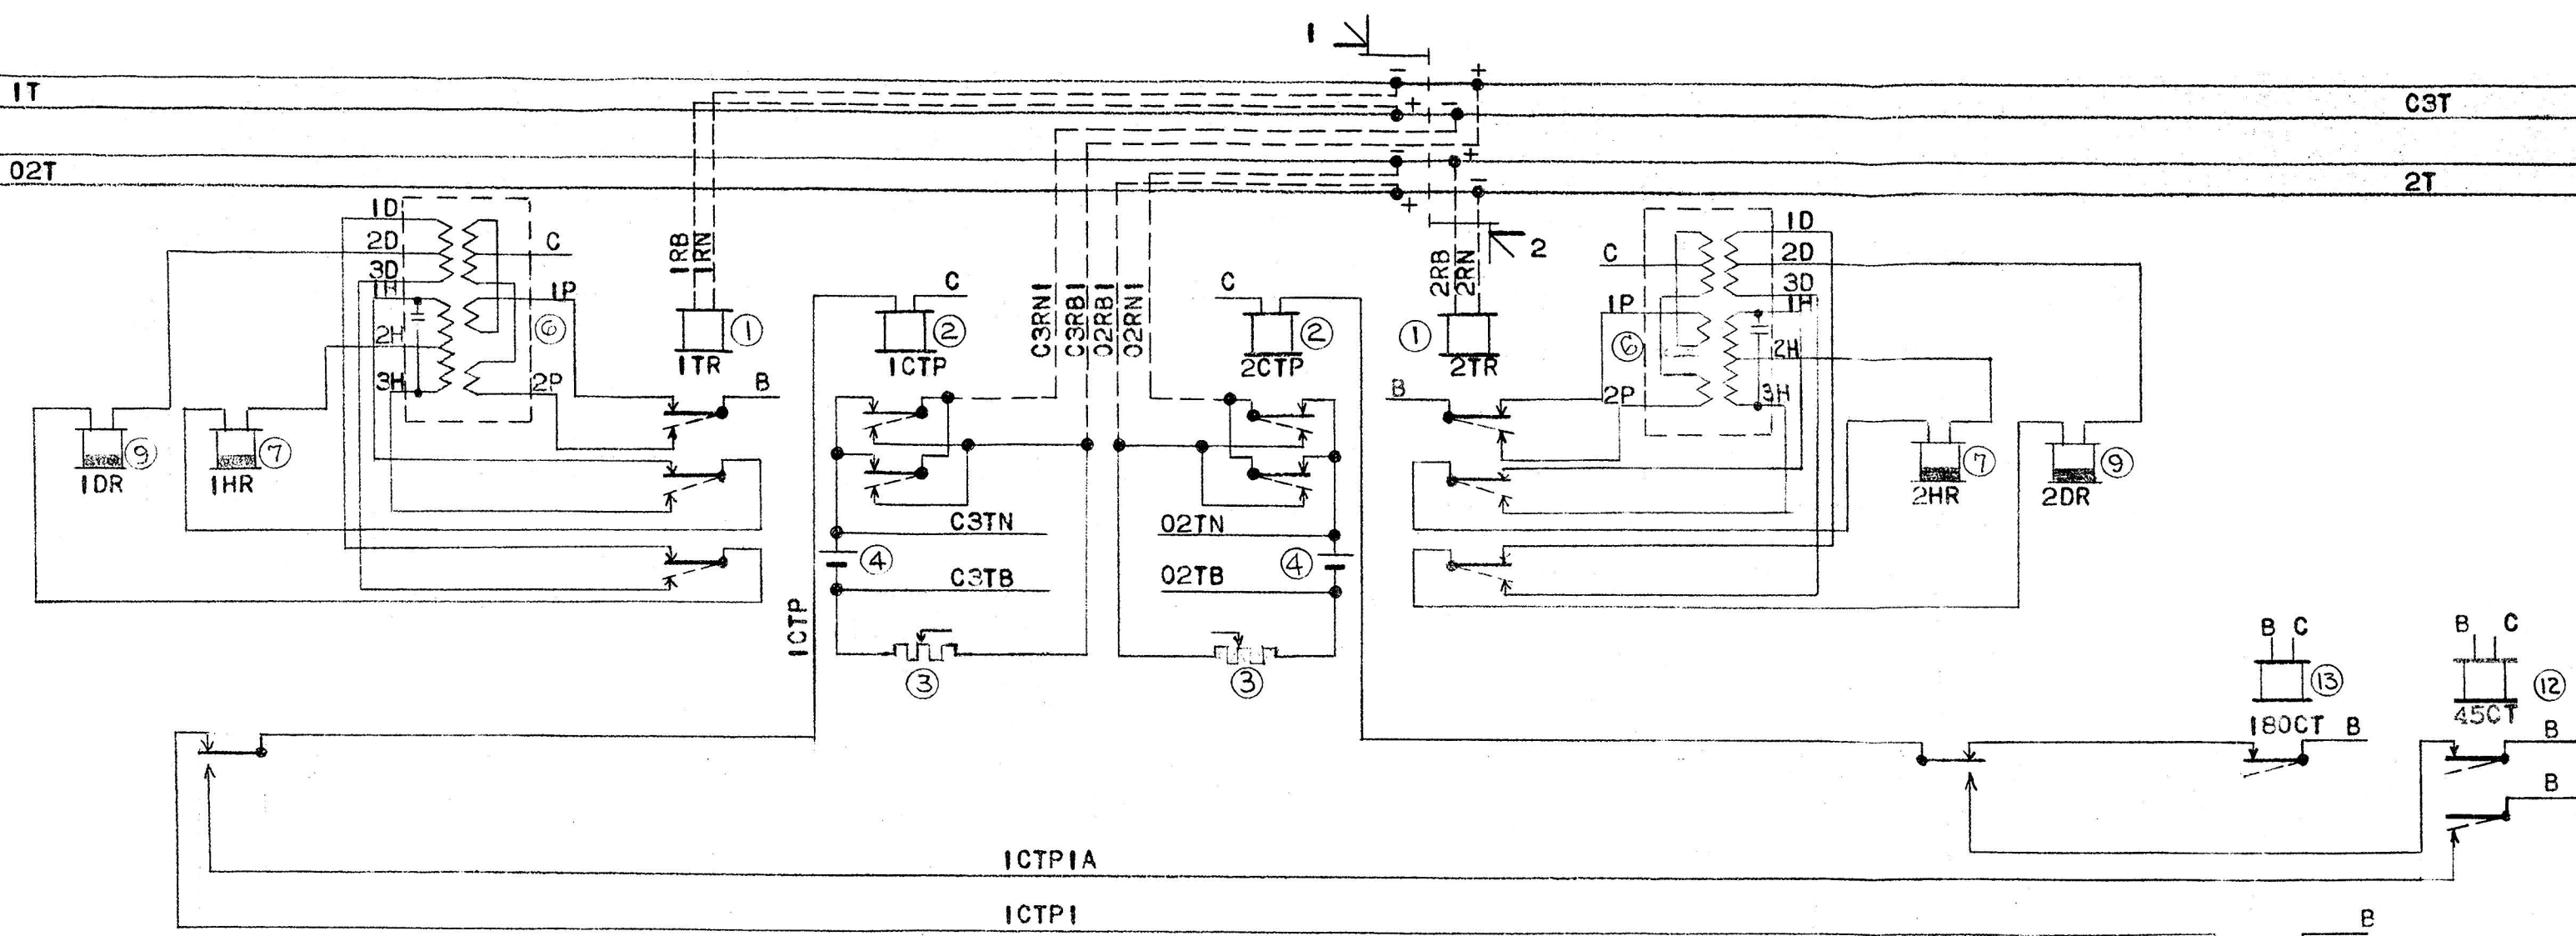 1
- +
1T
+ -
C3T
- +
02T
-
2T
+
1D
2D
3D
1H
2H
3H
C
1P
2P
6
1RB
1RN
1
1TR
B
C
2
1CTP
C3RN1
C3RB1
02RB1
02RN1
C
2
2CTP
2RB
2RN
2
1
2TR
B
C
1P
2P
6
1D
2D
3D
1H
2H
3H
9
1DR
7
1HR
7
2HR
9
2DR
C3TN
4
C3TB
02TN
4
02TB
1CTP
3
3
B C
13
180CT
B
B C
12
45CT
B
B
1CTP1A
1CTP1
B